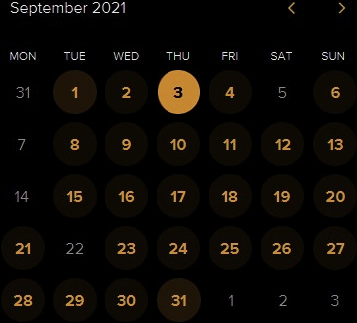 September 2021
MON TUE WED THU FRI SAT SUN
31 1 2 3 4 5 6
7 8 9 10 11 12 13
14 15 16 17 18 19 20
21 22 23 24 25 26 27
28 29 30 31 1 2 3